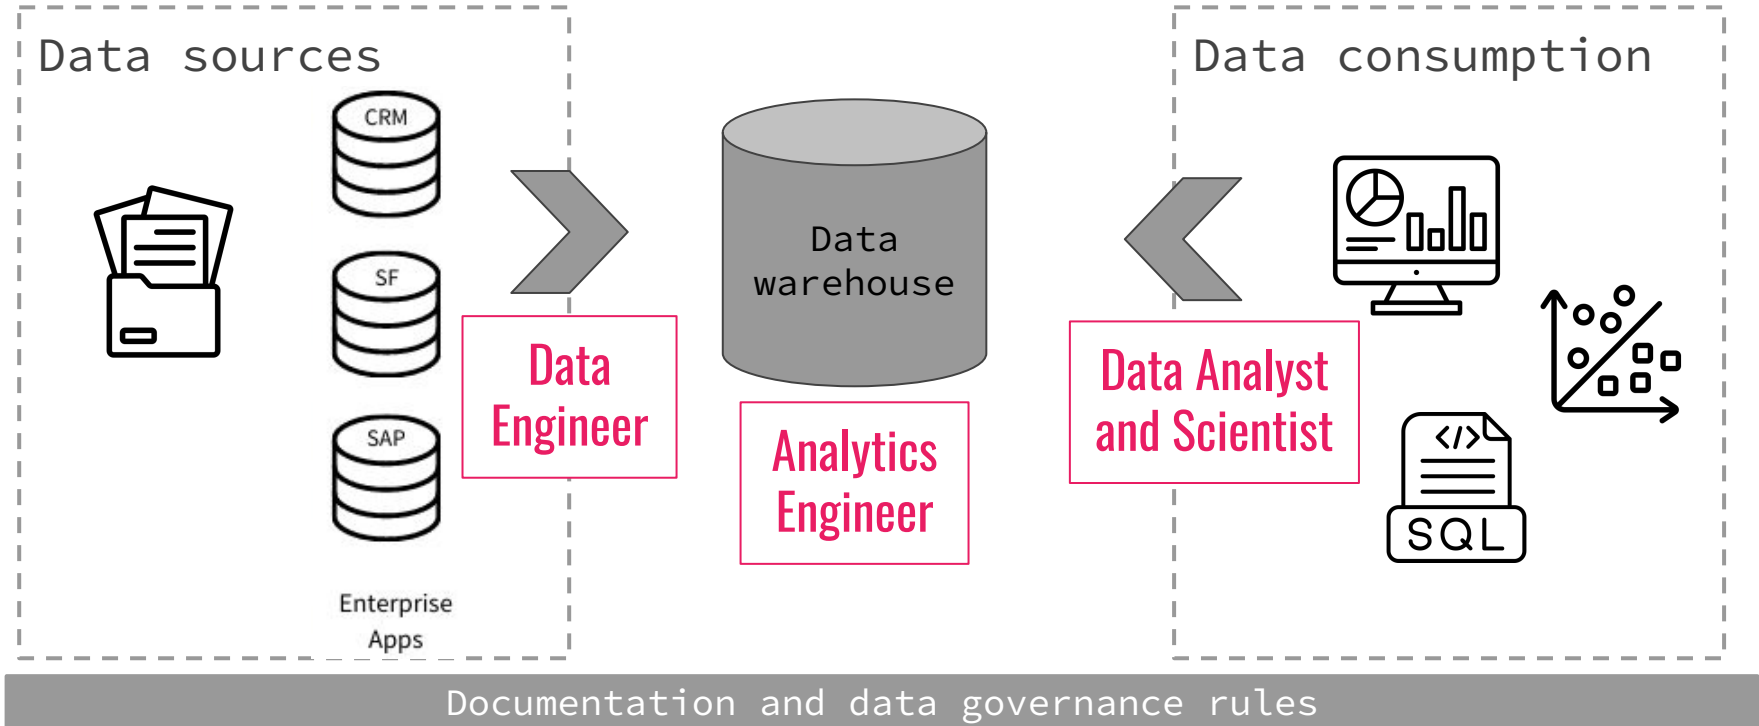 Data sources
CRM
SF
SAP
Enterprise
Apps
Data
Engineer
Data
warehouse
Analytics
Engineer
Data consumption
Data Analyst
and Scientist
</>
SQL
Documentation and data governance rules